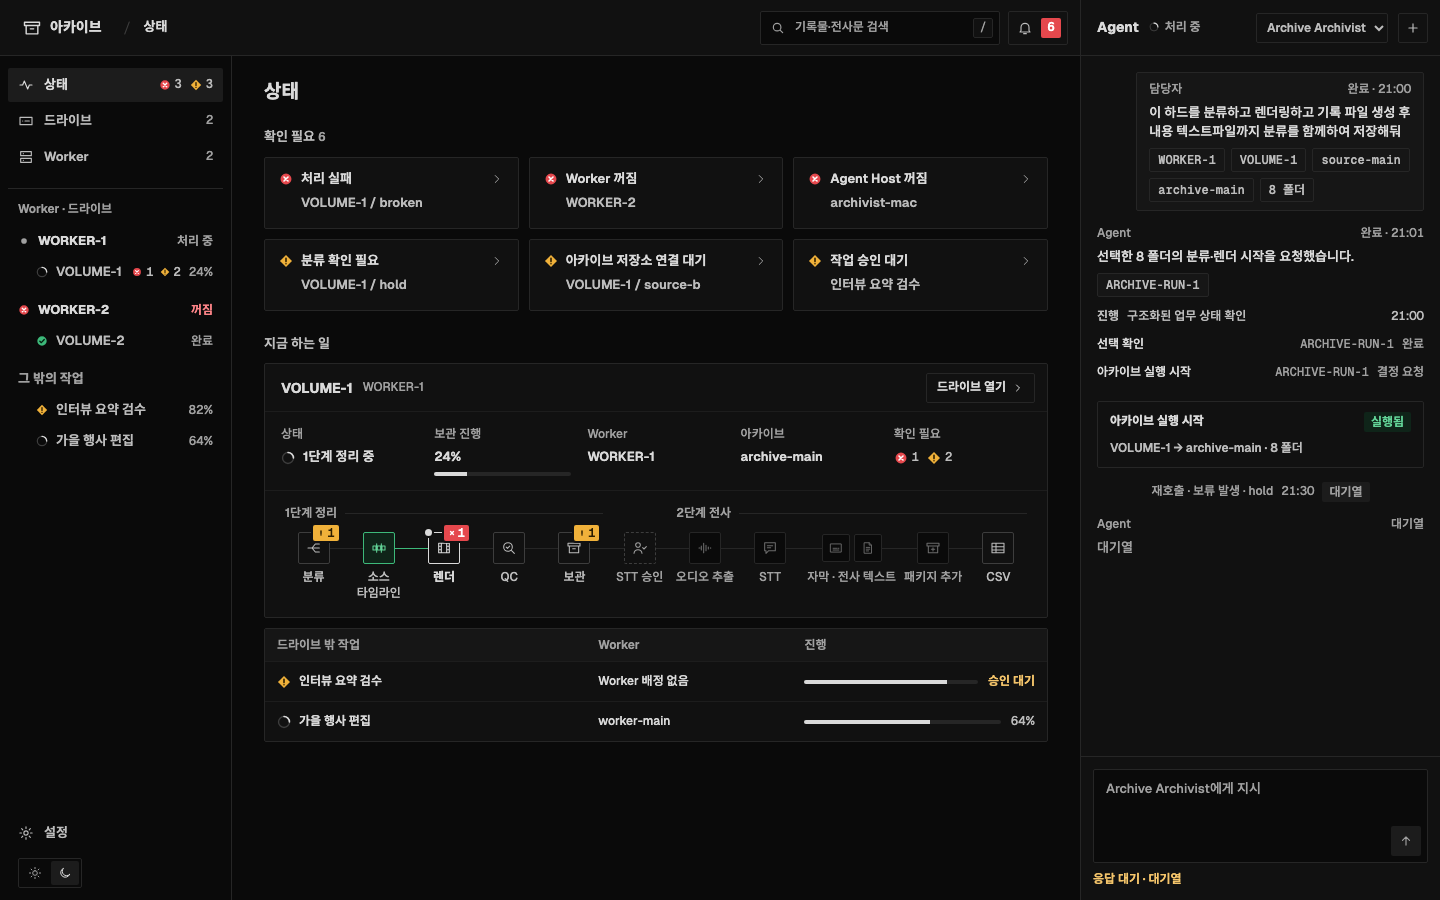 아카이브 / 상태
기록물·전사문 검색 /
6
상태 3 3
드라이브 2
Worker 2
Worker · 드라이브
WORKER-1 처리 중
VOLUME-1 1 2 24%
WORKER-2 꺼짐
VOLUME-2 완료
그 밖의 작업
인터뷰 요약 검수 82%
가을 행사 편집 64%
설정
상태
확인 필요 6
처리 실패
VOLUME-1 / broken
Worker 꺼짐
WORKER-2
Agent Host 꺼짐
archivist-mac
분류 확인 필요
VOLUME-1 / hold
아카이브 저장소 연결 대기
VOLUME-1 / source-b
작업 승인 대기
인터뷰 요약 검수
지금 하는 일
VOLUME-1 WORKER-1
드라이브 열기
상태 보관 진행 Worker 아카이브 확인 필요
1단계 정리 중 24% WORKER-1 archive-main 1 2
1단계 정리 2단계 전사
1 1 1
분류 소스 렌더 QC 보관 STT 승인 오디오 추출 STT 자막 · 전사 텍스트 패키지 추가 CSV
타임라인
드라이브 밖 작업 Worker 진행
인터뷰 요약 검수 Worker 배정 없음 승인 대기
가을 행사 편집 worker-main 64%
Agent 처리 중 Archive Archivist
담당자 완료 · 21:00
이 하드를 분류하고 렌더링하고 기록 파일 생성 후
내용 텍스트파일까지 분류를 함께하여 저장해둬
WORKER-1 VOLUME-1 source-main
archive-main 8 폴더
Agent 완료 · 21:01
선택한 8 폴더의 분류·렌더 시작을 요청했습니다.
ARCHIVE-RUN-1
진행 구조화된 업무 상태 확인 21:00
선택 확인 ARCHIVE-RUN-1 완료
아카이브 실행 시작 ARCHIVE-RUN-1 결정 요청
아카이브 실행 시작 실행됨
VOLUME-1 → archive-main · 8 폴더
재호출 · 보류 발생 · hold 21:30 대기열
Agent 대기열
대기열
Archive Archivist에게 지시
응답 대기 · 대기열